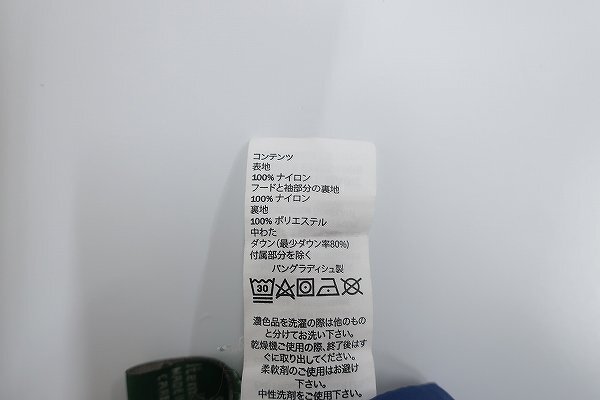 コンテンツ
表地
100% ナイロン
フードと袖部分の裏地
100% ナイロン
裏地
100% ポリエステル
中わた
ダウン（最少ダウン率80%）
付属部分を除く
バングラディシュ製
30
濃色品を洗濯の際は他のもの
と分けてお洗い下さい。
乾燥機ご使用の際、終了後はす
ぐに取り出してください。
柔軟剤のご使用はお避け
下さい。
中性洗剤をご使用下さい。